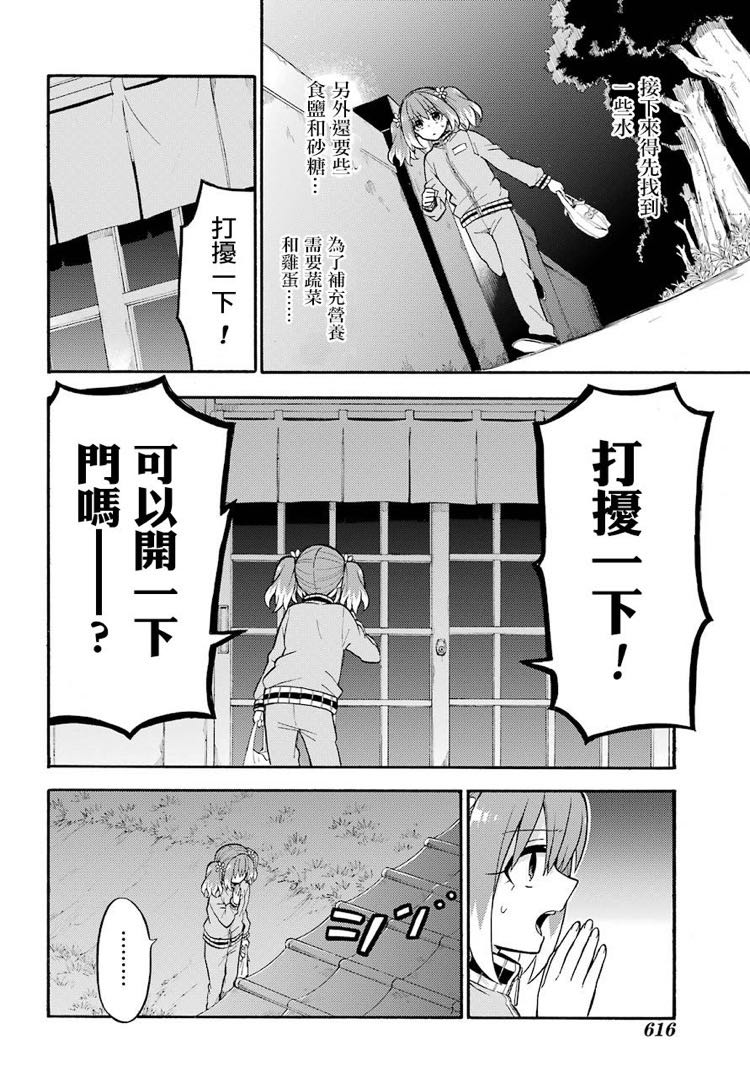 接下來得先找到
一些水
另外還要些
食鹽和砂糖…
為了補充營養
需要蔬菜
和雞蛋……
打擾一下！
打擾一下！
可以開一下
門嗎——？
シン…
………
616